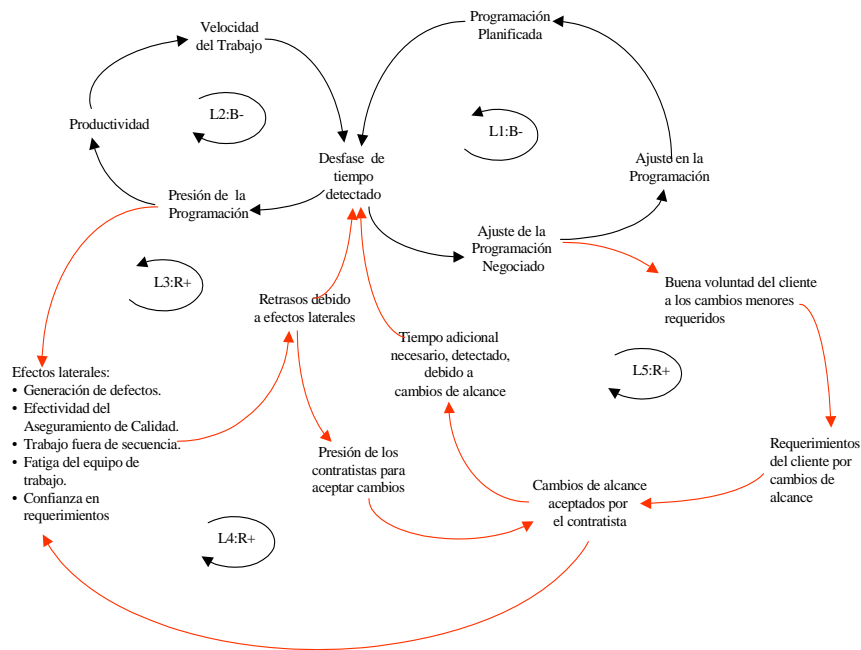 Velocidad
del Trabajo
Programación
Planificada
L2:B-
L1:B-
Productividad
Desfase de
tiempo
detectado
Ajuste en la
Programación
Presión de la
Programación
Ajuste de la
Programación
Negociado
L3:R+
Buena voluntad del cliente
a los cambios menores
requeridos
Retrasos debido
a efectos laterales
Tiempo adicional
necesario, detectado,
debido a
cambios de alcance
L5:R+
Efectos laterales:
• Generación de defectos.
• Efectividad del
Aseguramiento de Calidad.
• Trabajo fuera de secuencia.
• Fatiga del equipo de
trabajo.
• Confianza en
requerimientos
Presión de los
contratistas para
aceptar cambios
Requerimientos
del cliente por
cambios de
alcance
Cambios de alcance
aceptados por
el contratista
L4:R+